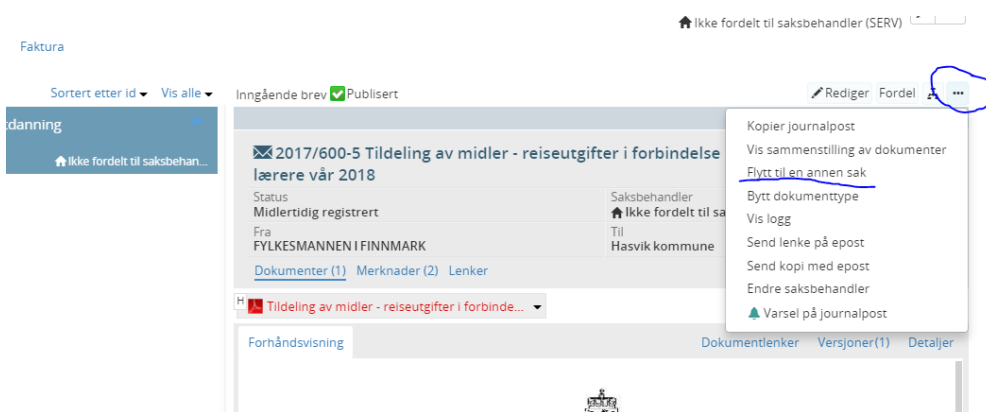 Ikke fordelt til saksbehandler (SERV)
Faktura
Sortert etter id Vis alle
Inngående brev Publisert
Rediger Fordel
danning
Ikke fordelt til saksbehan...
2017/600-5 Tildeling av midler - reiseutgifter i forbindelse
lærere vår 2018
Status
Midlertidig registrert
Saksbehandler
Ikke fordelt til sa
Fra
FYLKESMANNEN I FINNMARK
Til
Hasvik kommune
Dokumenter (1) Merknader (2) Lenker
H Tildeling av midler - reiseutgifter i forbinde...
Forhåndsvisning
Dokumentlenker Versjoner(1) Detaljer
Kopier journalpost
Vis sammenstilling av dokumenter
Flytt til en annen sak
Bytt dokumenttype
Vis logg
Send lenke på epost
Send kopi med epost
Endre saksbehandler
Varsel på journalpost